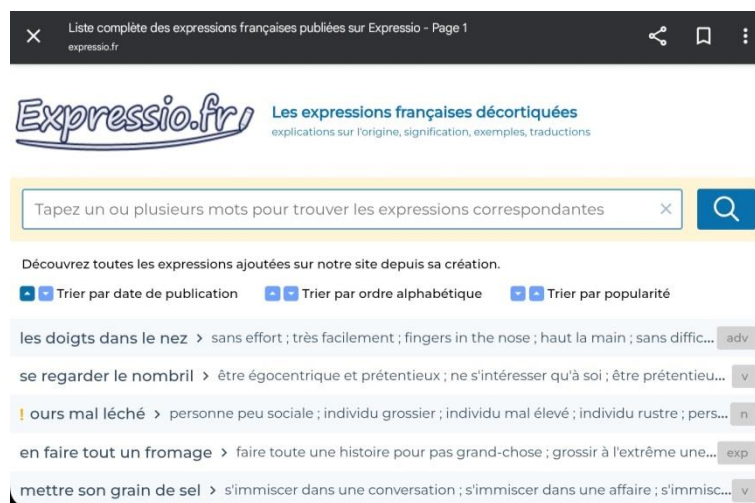 Liste complète des expressions françaises publiées sur Expressio - Page 1
expressio.fr
Expressio.fr
Les expressions françaises décortiquées
explications sur l'origine, signification, exemples, traductions
Tapez un ou plusieurs mots pour trouver les expressions correspondantes
Découvrez toutes les expressions ajoutées sur notre site depuis sa création.
Trier par date de publication Trier par ordre alphabétique Trier par popularité
les doigts dans le nez > sans effort ; très facilement ; fingers in the nose ; haut la main ; sans diffic... adv
se regarder le nombril > être égocentrique et prétentieux ; ne s'intéresser qu'à soi ; être prétentieu... v
! ours mal léché > personne peu sociale ; individu grossier ; individu mal élevé ; individu rustre ; pers... n
en faire tout un fromage > faire toute une histoire pour pas grand-chose ; grossir à l'extrême une... exp
mettre son grain de sel > s'immiscer dans une conversation ; s'immiscer dans une affaire ; s'immisc... v